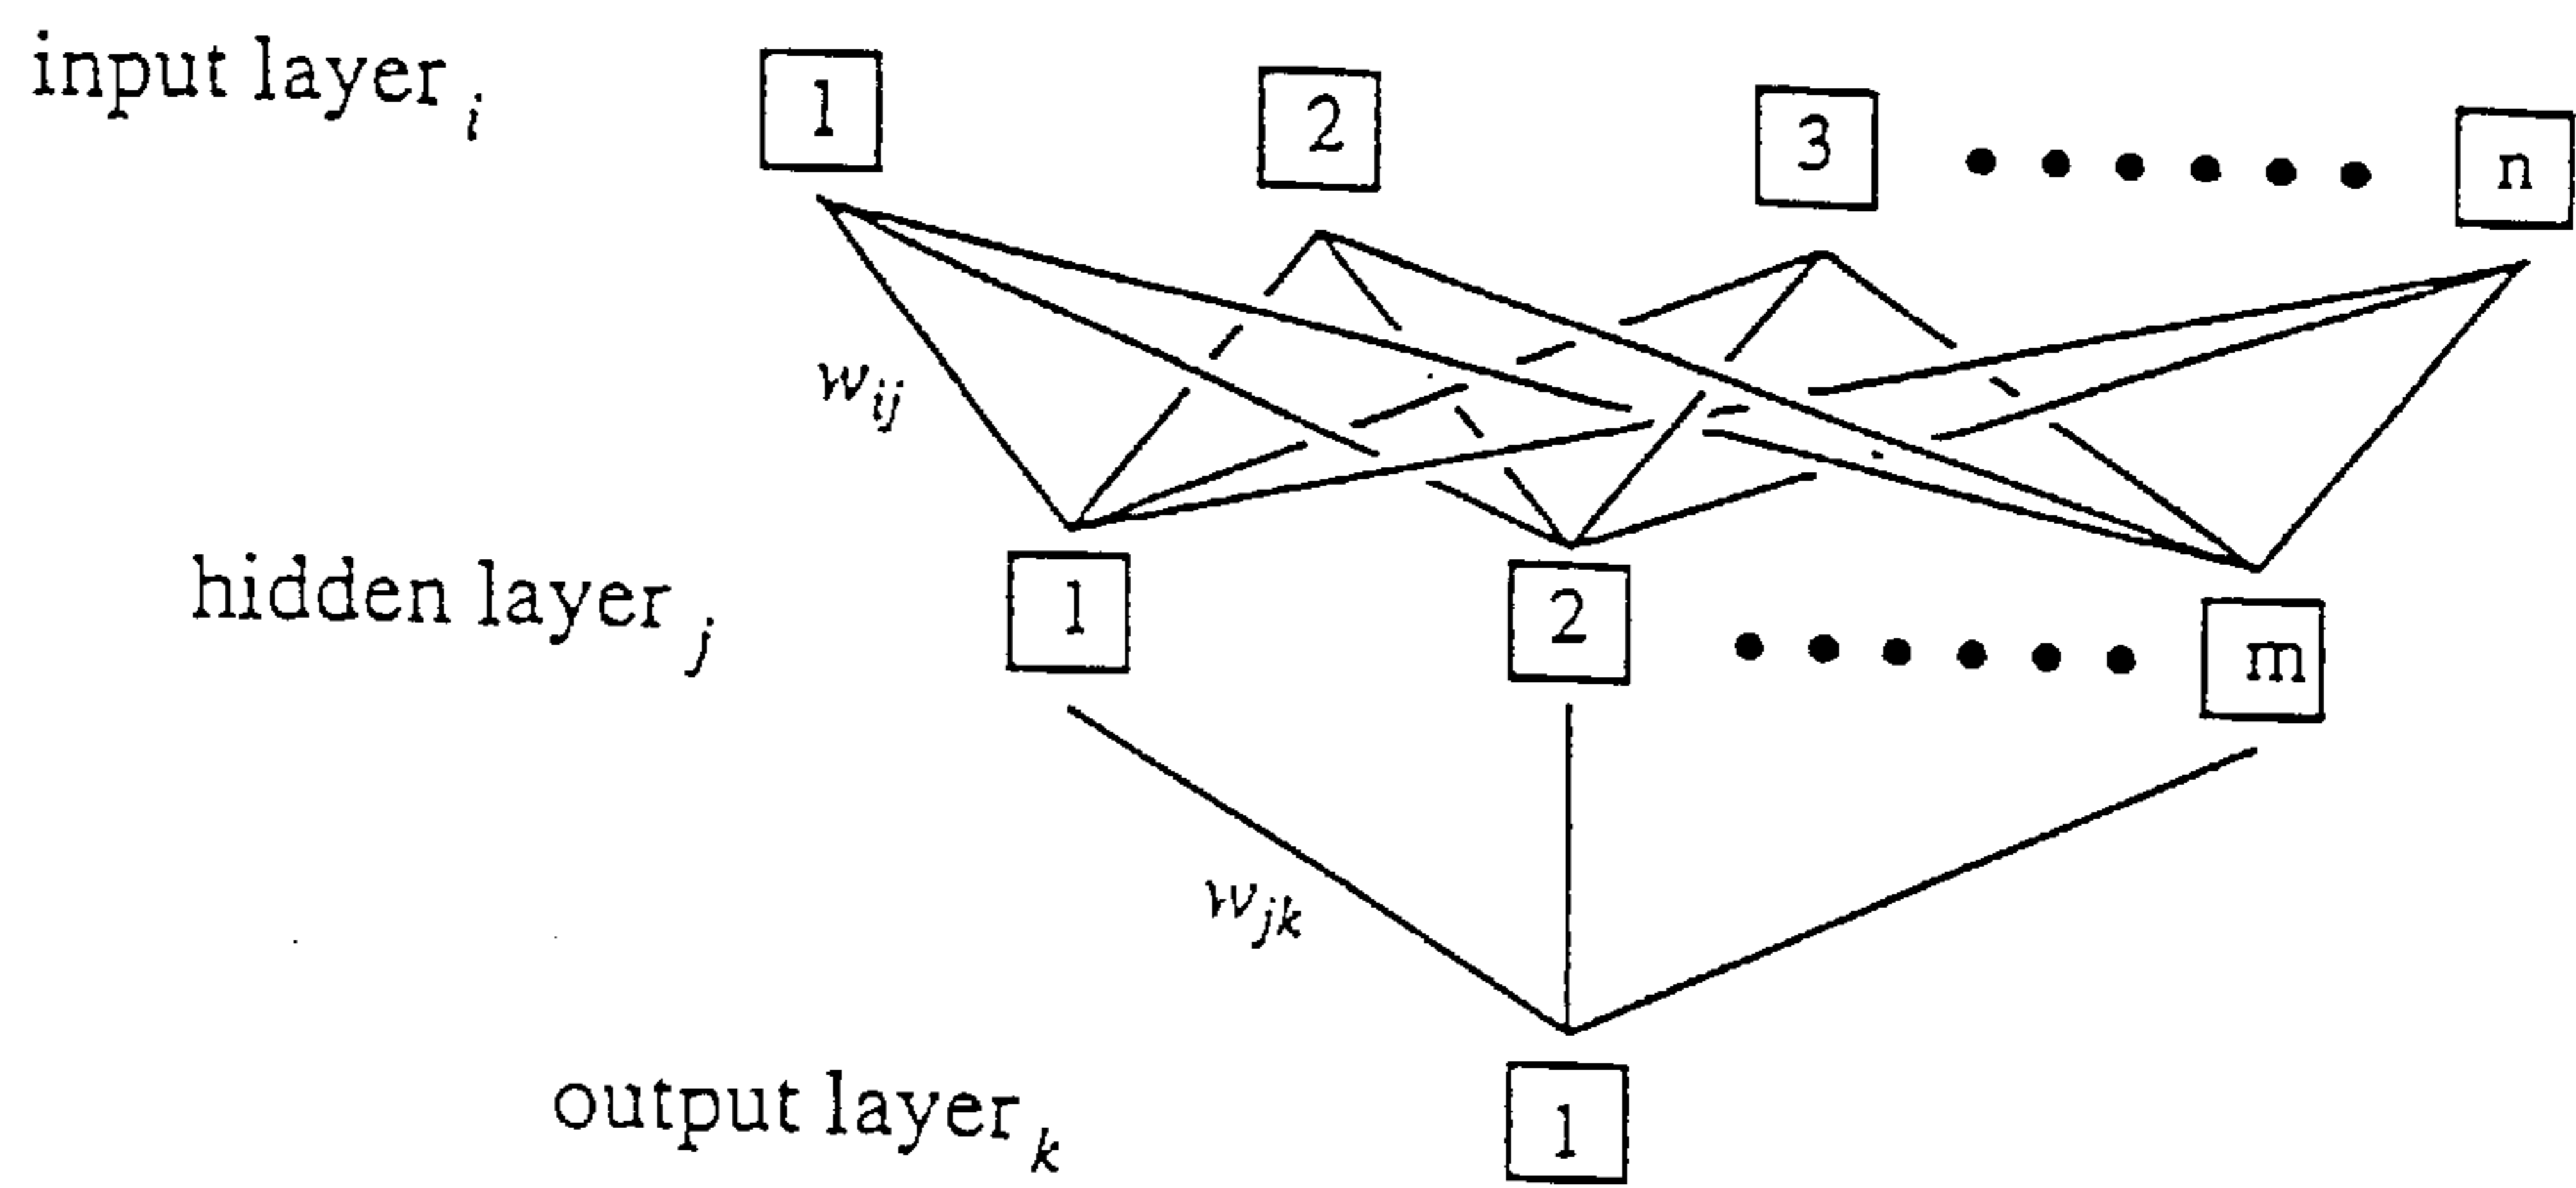 input layer i 1 2 3 n
w ij
hidden layer j 1 2 m
w jk
output layer k 1